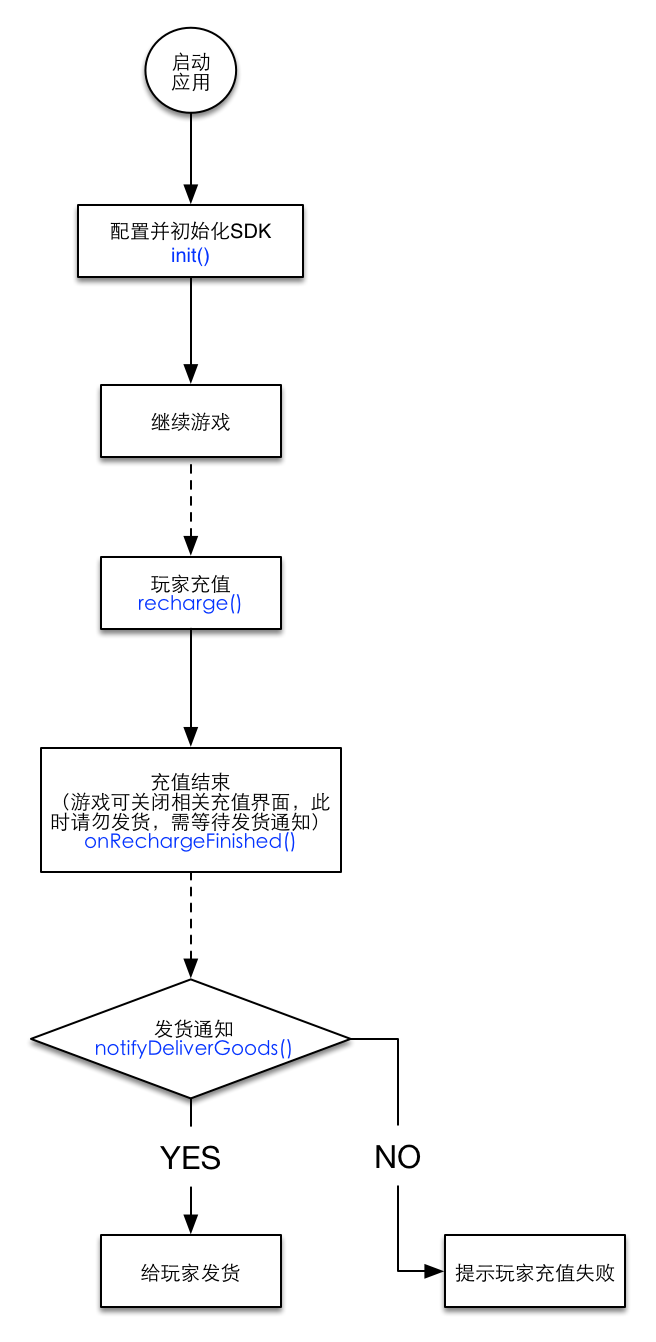 启动
应用
配置并初始化SDK
init()
继续游戏
玩家充值
recharge()
充值结束
（游戏可关闭相关充值界面，此
时请勿发货，需等待发货通知）
onRechargeFinished()
发货通知
notifyDeliverGoods()
YES
NO
给玩家发货
提示玩家充值失败